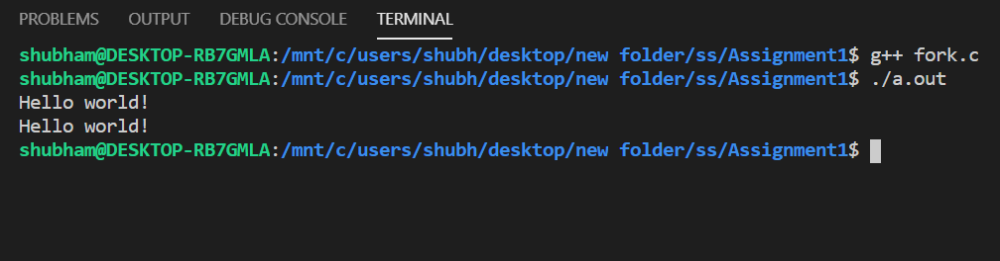 PROBLEMS OUTPUT DEBUG CONSOLE TERMINAL
shubham@DESKTOP-RB7GMLA:/mnt/c/users/shubh/desktop/new folder/ss/Assignment1$ g++ fork.c
shubham@DESKTOP-RB7GMLA:/mnt/c/users/shubh/desktop/new folder/ss/Assignment1$ ./a.out
Hello world!
Hello world!
shubham@DESKTOP-RB7GMLA:/mnt/c/users/shubh/desktop/new folder/ss/Assignment1$